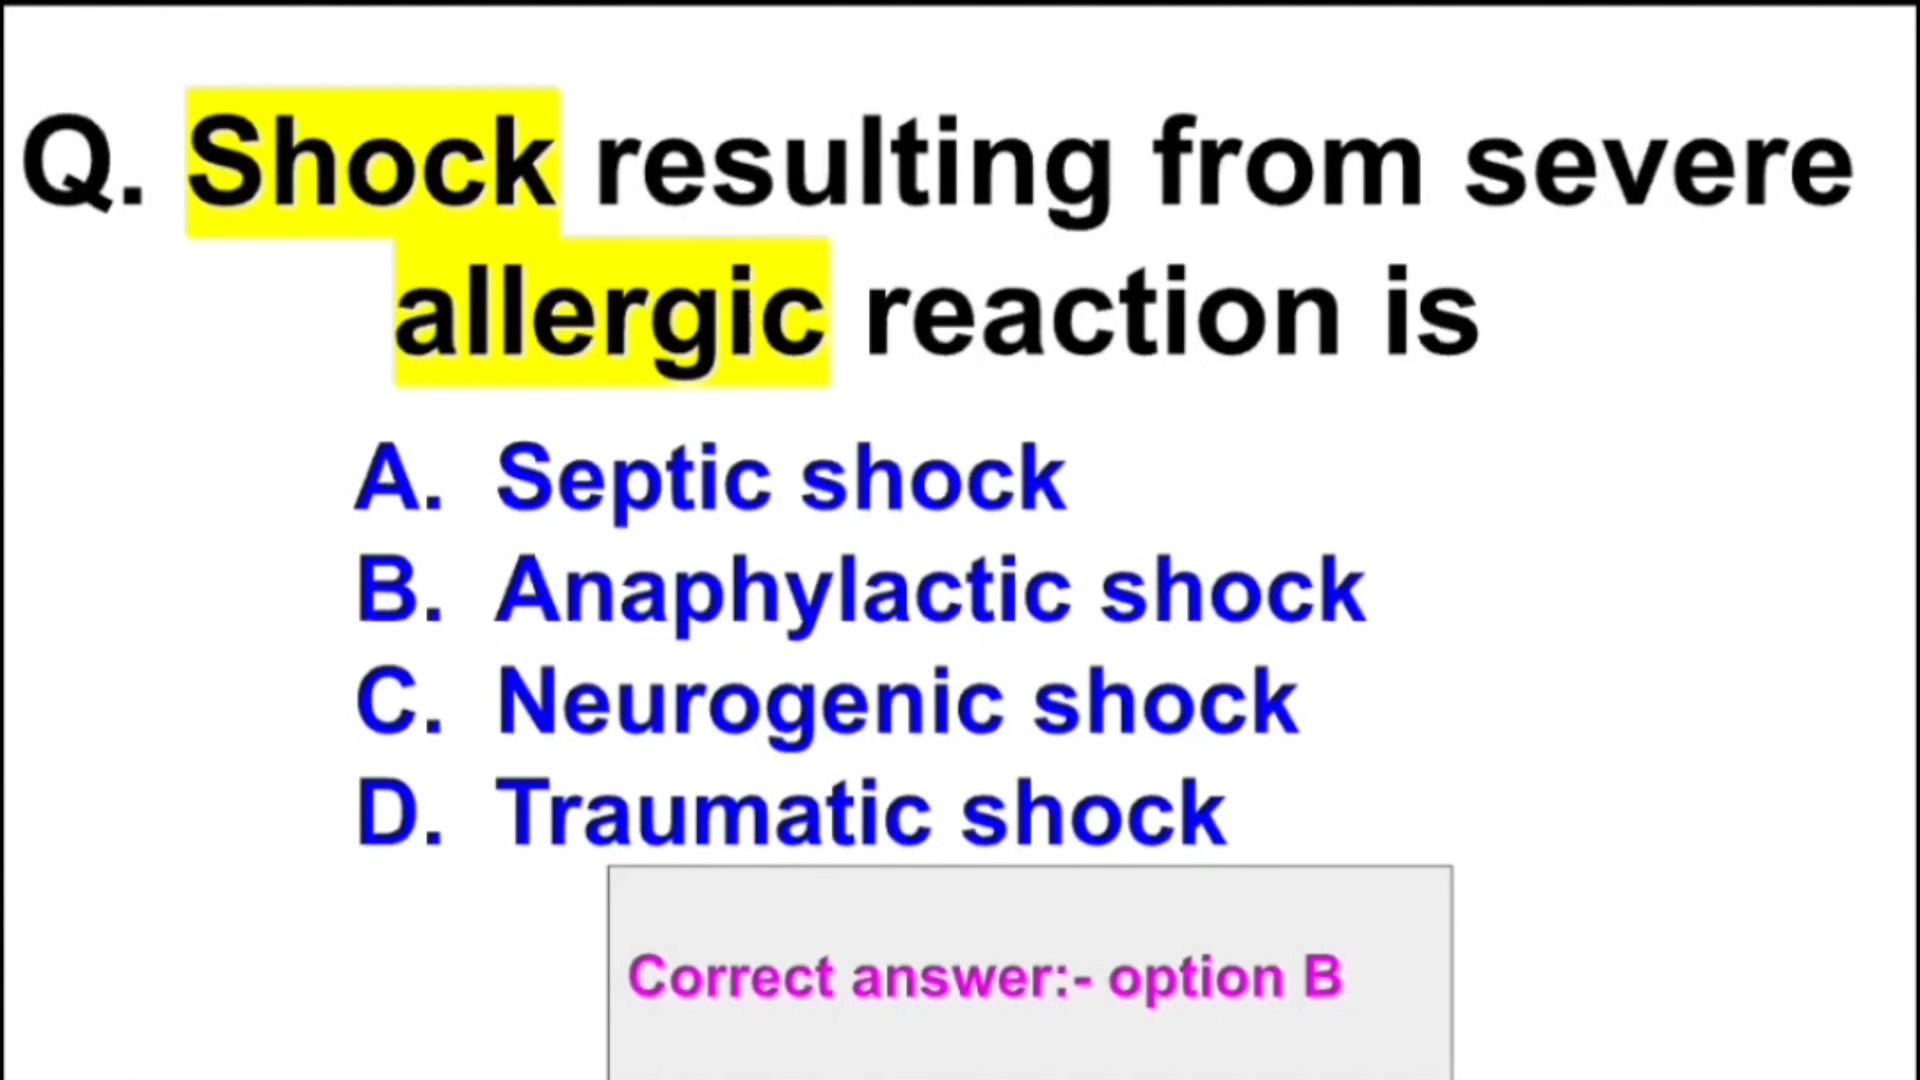 Q. Shock resulting from severe
allergic reaction is
A. Septic shock
B. Anaphylactic shock
C. Neurogenic shock
D. Traumatic shock
Correct answer:- option B